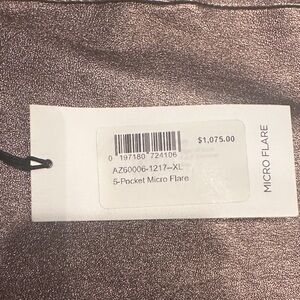 $1,075.00
0 197180 724106
AZ60006-1217--XL
5-Pocket Micro Flare
MICRO FLARE